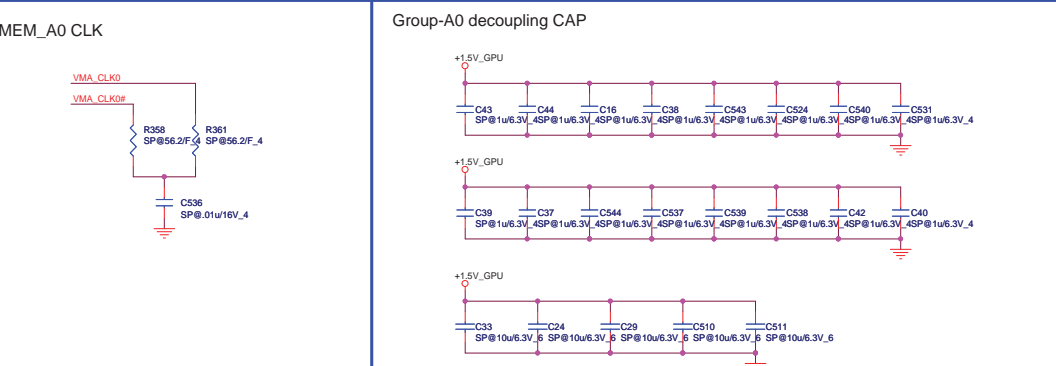 MEM_A0 CLK
VMA_CLK0
VMA_CLK0#
R358
SP@56.2/F_4
R361
SP@56.2/F_4
C536
SP@.01u/16V_4
Group-A0 decoupling CAP
+1.5V_GPU
C43 C44 C16 C38 C543 C524 C540 C531
SP@1u/6.3V_4 SP@1u/6.3V_4 SP@1u/6.3V_4 SP@1u/6.3V_4 SP@1u/6.3V_4 SP@1u/6.3V_4 SP@1u/6.3V_4 SP@1u/6.3V_4
+1.5V_GPU
C39 C37 C544 C537 C539 C538 C42 C40
SP@1u/6.3V_4 SP@1u/6.3V_4 SP@1u/6.3V_4 SP@1u/6.3V_4 SP@1u/6.3V_4 SP@1u/6.3V_4 SP@1u/6.3V_4 SP@1u/6.3V_4
+1.5V_GPU
C33 C24 C29 C510 C511
SP@10u/6.3V_6 SP@10u/6.3V_6 SP@10u/6.3V_6 SP@10u/6.3V_6 SP@10u/6.3V_6